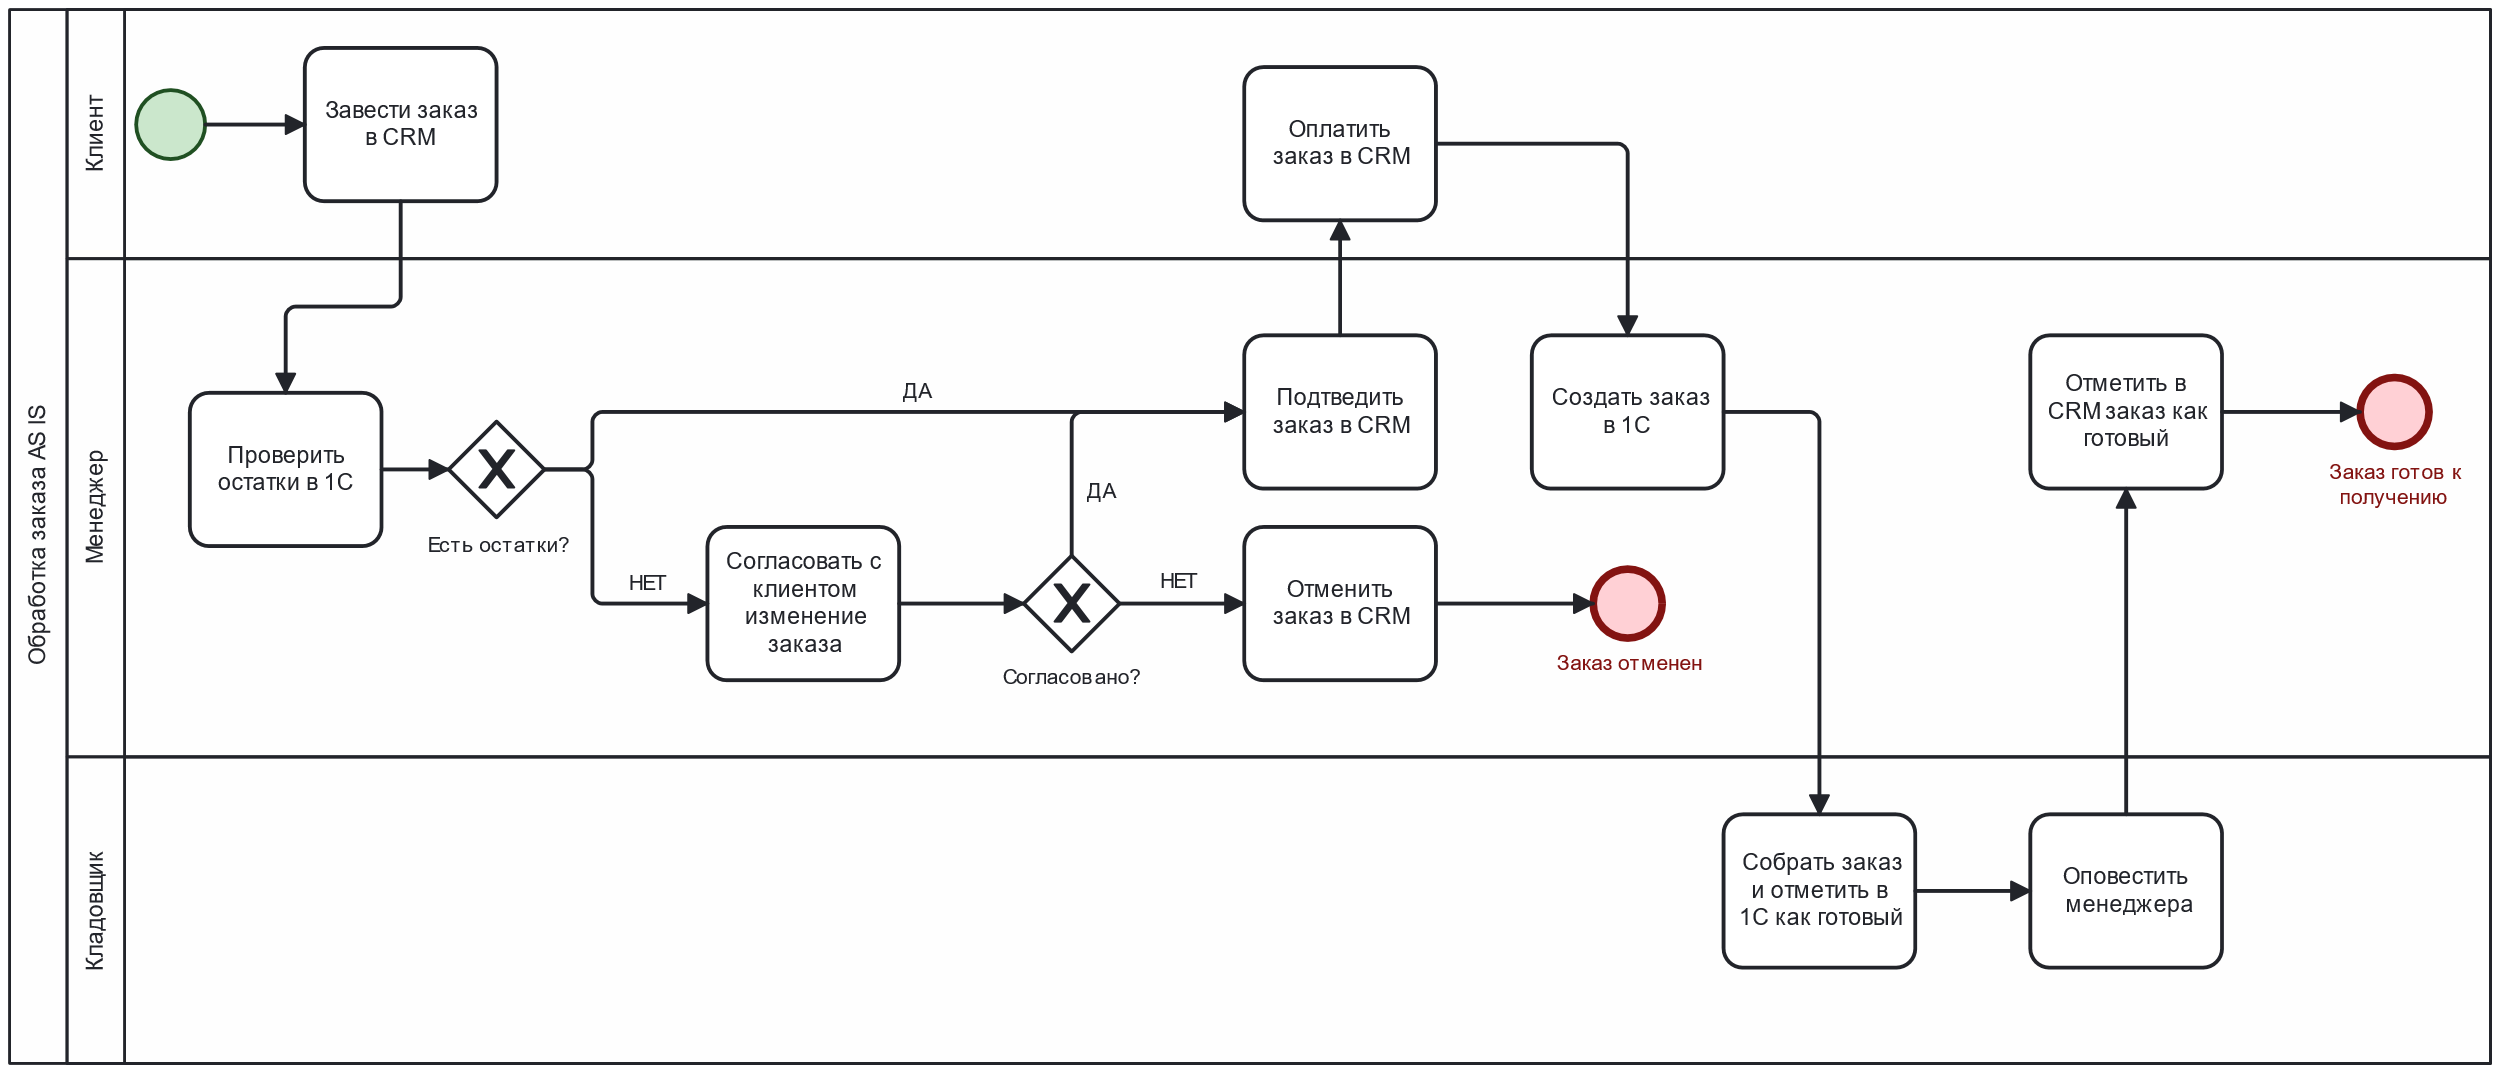 Обработка заказа AS IS
Клиент
Завести заказ
в CRM
Оплатить
заказ в CRM
Менеджер
Проверить
остатки в 1С
Есть остатки?
ДА
НЕТ
Согласовать с
клиентом
изменение
заказа
Согласовано?
ДА
НЕТ
Подтведить
заказ в CRM
Отменить
заказ в CRM
Заказ отменен
Создать заказ
в 1С
Отметить в
CRM заказ как
готовый
Заказ готов к
получению
Кладовщик
Собрать заказ
и отметить в
1С как готовый
Оповестить
менеджера